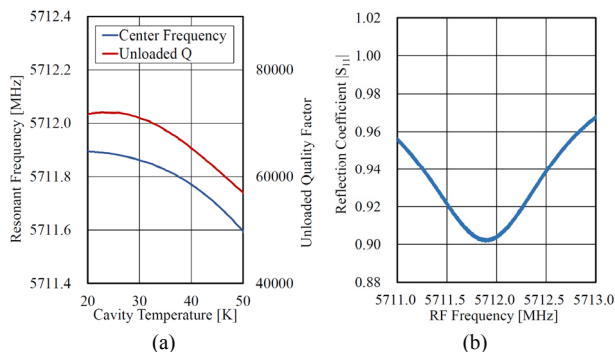 (a)
5712.4
5712.2
5712.0
5711.8
5711.6
5711.4
Resonant Frequency [MHz]
Center Frequency
Unloaded Q
80000
60000
40000
Unloaded Quality Factor
20 30 40 50
Cavity Temperature [K]
(a)
(b)
1.02
1.00
0.98
0.96
0.94
0.92
0.90
0.88
Reflection Coefficient |S11|
5711.0 5711.5 5712.0 5712.5 5713.0
RF Frequency [MHz]
(b)